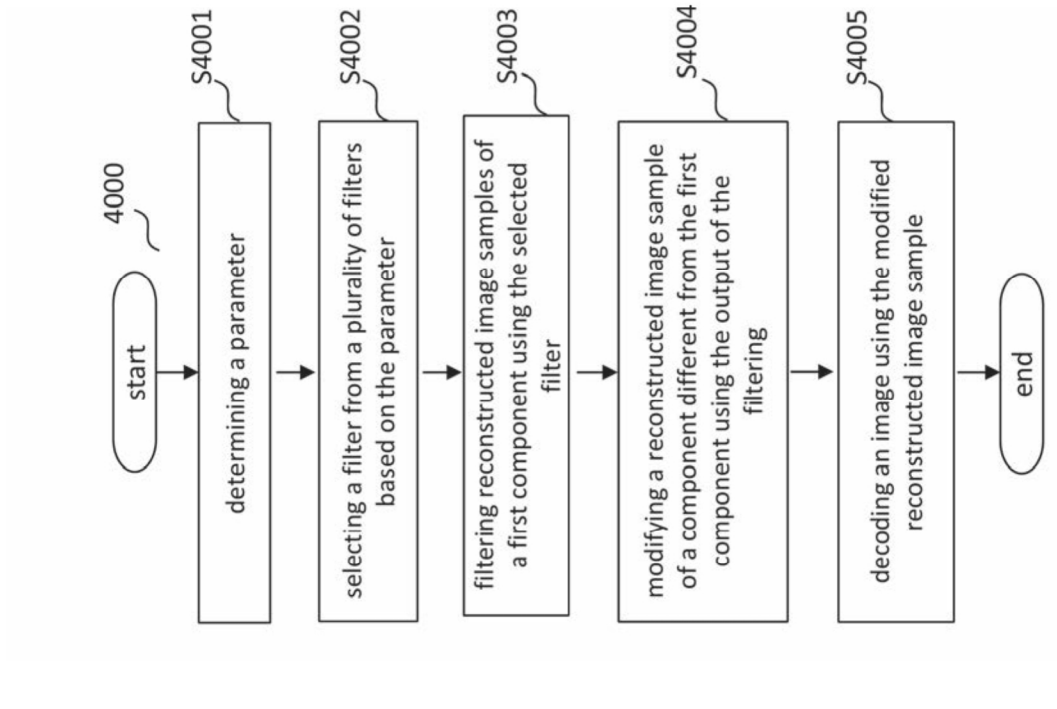 4000
start
S4001
determining a parameter
S4002
selecting a filter from a plurality of filters
based on the parameter
S4003
filtering reconstructed image samples of
a first component using the selected
filter
S4004
modifying a reconstructed image sample
of a component different from the first
component using the output of the
filtering
S4005
decoding an image using the modified
reconstructed image sample
end